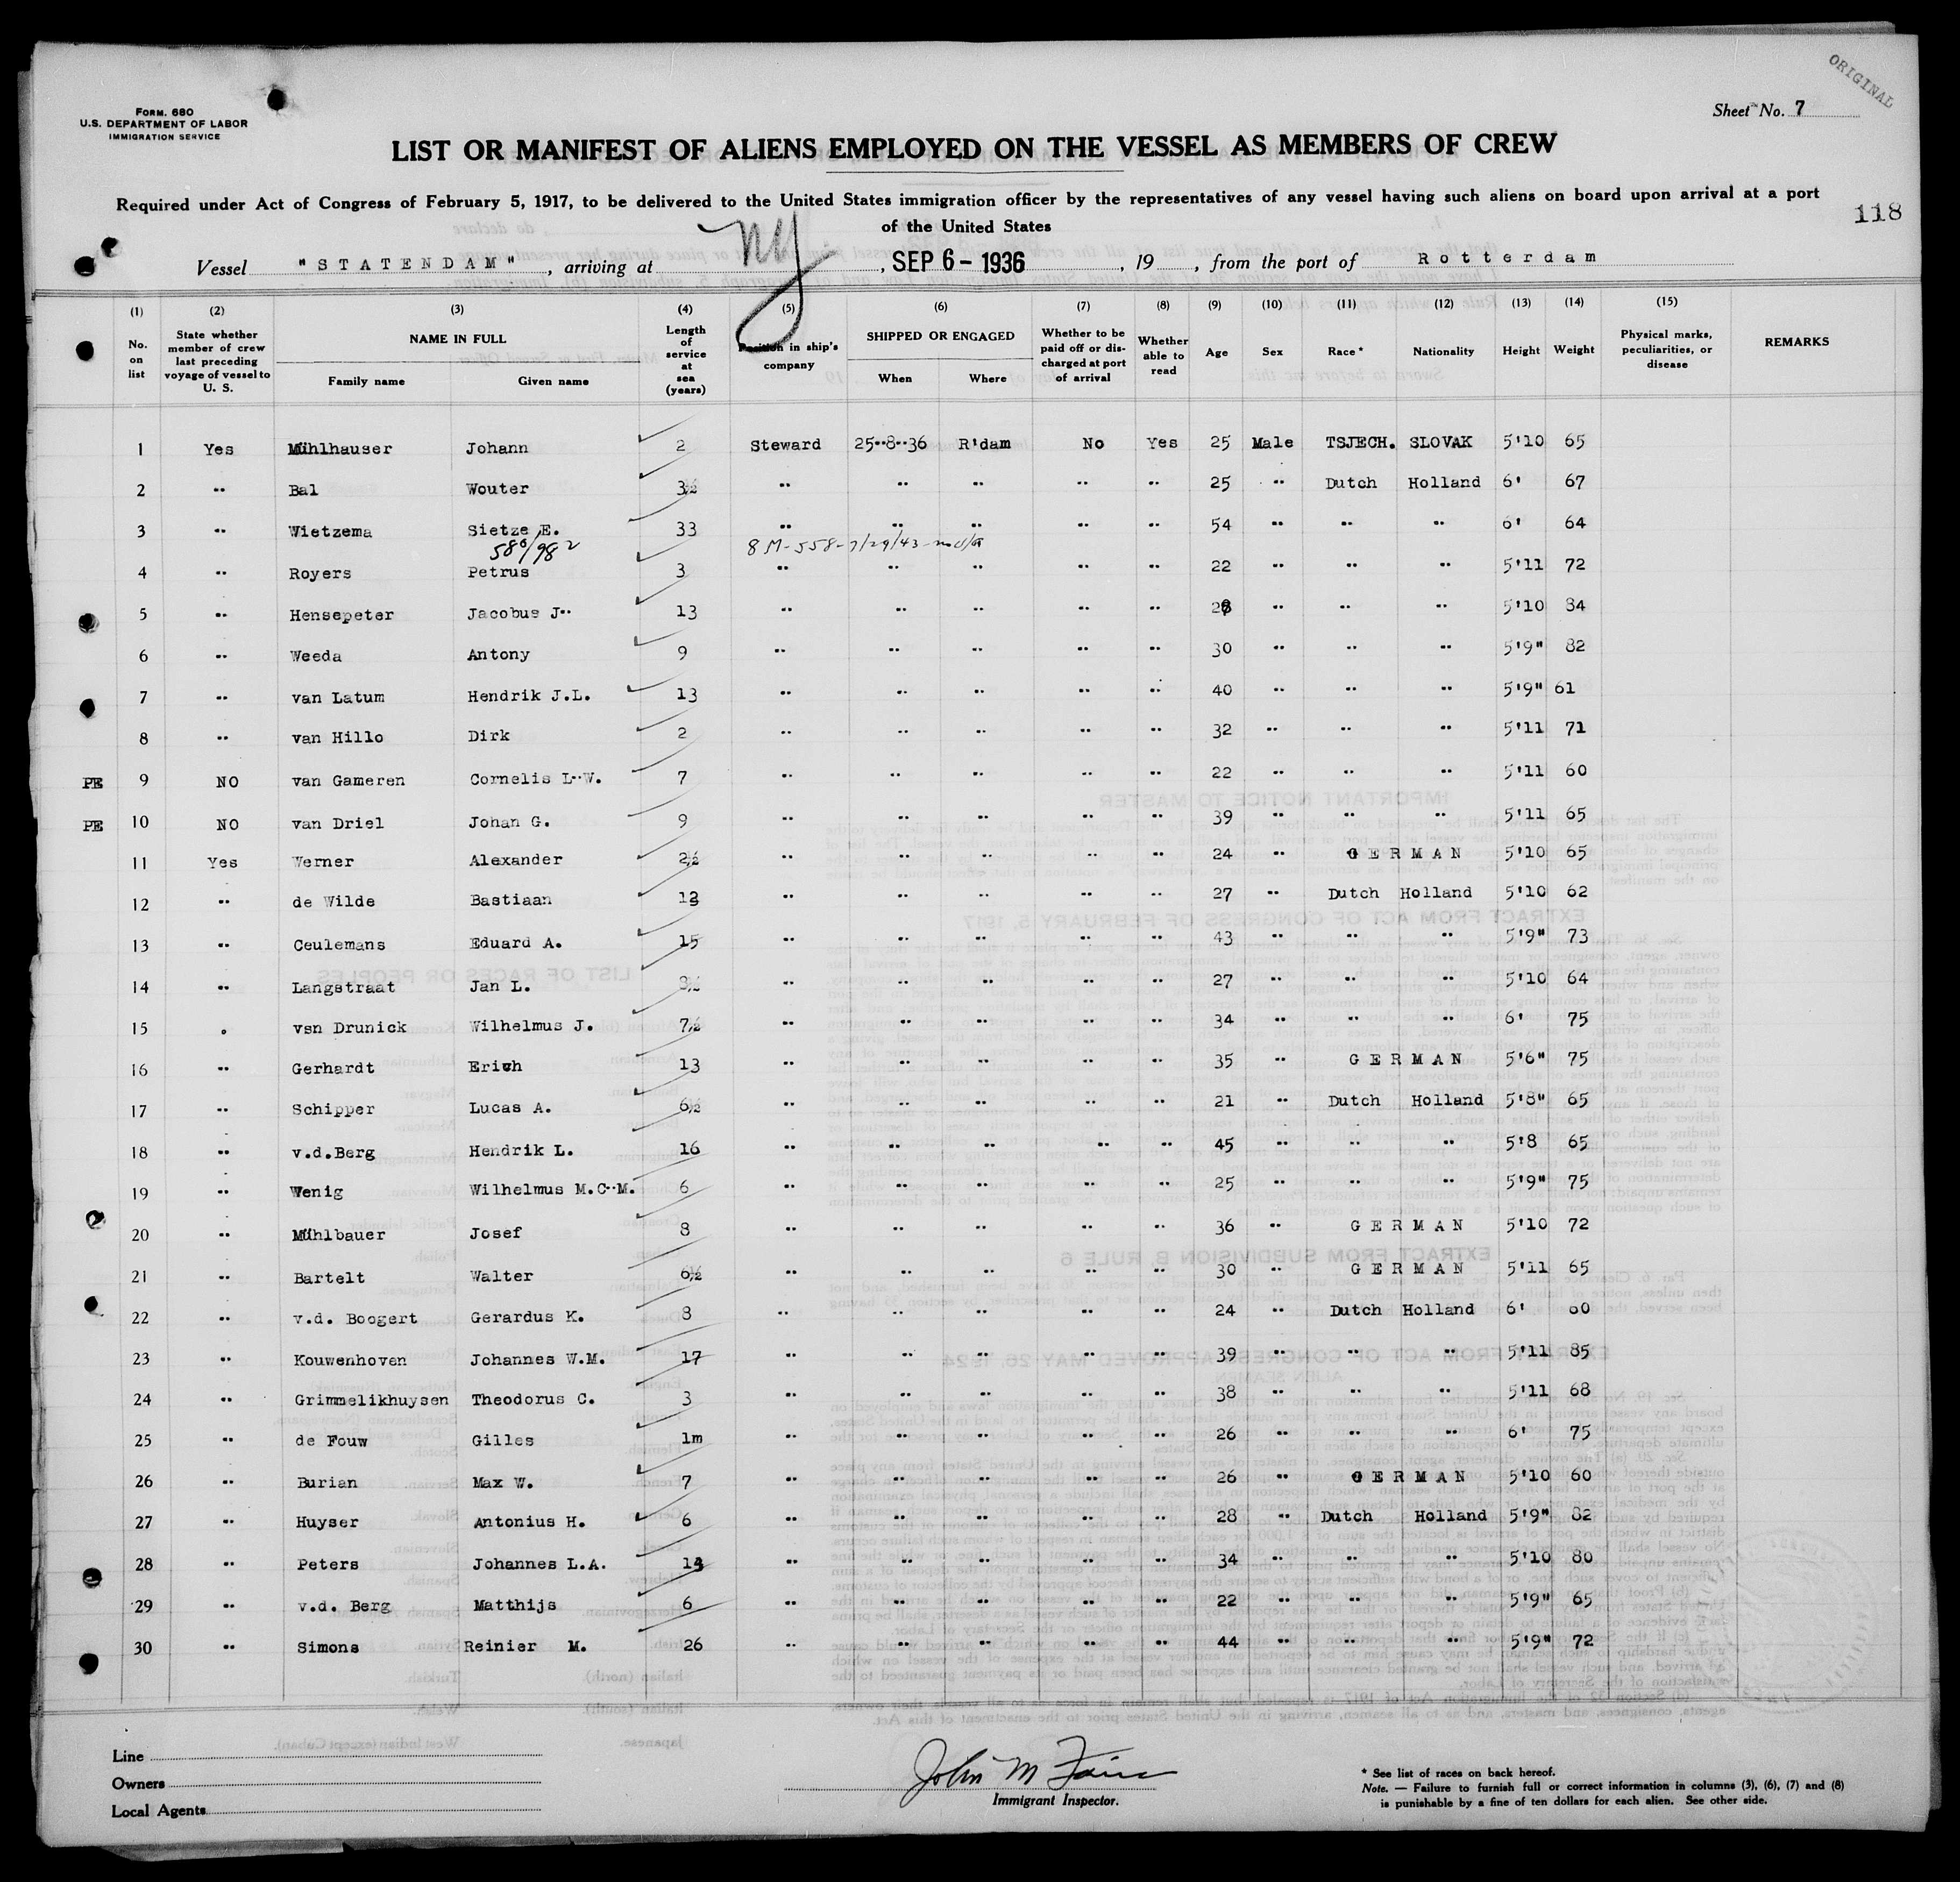 ORIGINAL
FORM. 680
U.S. DEPARTMENT OF LABOR
IMMIGRATION SERVICE
Sheet No. 7
LIST OR MANIFEST OF ALIENS EMPLOYED ON THE VESSEL AS MEMBERS OF CREW
Required under Act of Congress of February 5, 1917, to be delivered to the United States immigration officer by the representatives of any vessel having such aliens on board upon arrival at a port
of the United States
118
Vessel "STATENDAM", arriving at NY, SEP 6 - 1936, 19 , from the port of Rotterdam
(1) No. on list (2) State whether member of crew last preceding voyage of vessel to U. S. (3) NAME IN FULL Family name Given name (4) Length of service at sea (years) (5) Position in ship's company (6) SHIPPED OR ENGAGED When Where (7) Whether to be paid off or discharged at port of arrival (8) Whether able to read (9) Age (10) Sex (11) Race* (12) Nationality (13) Height (14) Weight (15) Physical marks, peculiarities, or disease REMARKS
1 Yes Mühlhauser Johann 2 Steward 25-8-36 R'dam No Yes 25 Male TSJECH. SLOVAK 5'10 65
2 " Bal Wouter 3½ " " " " " 25 " Dutch Holland 6' 67
3 " Wietzema Sietze E. 33 " " " " " 54 " " " 6' 64
580/982 8M-558-7/29/43
4 " Royers Petrus 3 " " " " " 22 " " " 5'11 72
5 " Hensepeter Jacobus J. 13 " " " " " " " " 5'10 84
6 " Weeda Antony 9 " " " " " 30 " " " 5'9" 82
7 " van Latum Hendrik J.L. 13 " " " " " 40 " " " 5'9" 61
8 " van Hillo Dirk 2 " " " " " 32 " " " 5'11 71
PE 9 NO van Gameren Cornelis L.W. 7 " " " " " 22 " " " 5'11 60
PE 10 NO van Driel Johan G. 9 " " " " " 39 " " " 5'11 65
11 Yes Werner Alexander 2½ " " " " " 24 " GERMAN 5'10 65
12 " de Wilde Bastiaan " " " " " 27 " Dutch Holland 5'10 62
13 " Ceulemans Eduard A. 15 " " " " " 43 " " " 5'9" 73
14 " Langstraat Jan L. 8½ " " " " " 27 " " " 5'10 64
15 " vsn Drunick Wilhelmus J. 7½ " " " " " 34 " " " 6' 75
16 " Gerhardt Erich 13 " " " " " 35 " GERMAN 5'6" 75
17 " Schipper Lucas A. 6½ " " " " " 21 " Dutch Holland 5'8" 65
18 " v.d.Berg Hendrik L. 16 " " " " " 45 " " " 5'8 65
19 " Wenig Wilhelmus M.C.M. 6 " " " " " 25 " " " 5'9" 75
20 " Mühlbauer Josef 8 " " " " " 36 " GERMAN 5'10 72
21 " Bartelt Walter 6½ " " " " " 30 " GERMAN 5'11 65
22 " v.d. Boogert Gerardus K. 8 " " " " " 24 " Dutch Holland 6' 60
23 " Kouwenhoven Johannes W.M. 17 " " " " " 39 " " " 5'11 85
24 " Grimmelikhuysen Theodorus C. 3 " " " " " 38 " " " 5'11 68
25 " de Fouw Gilles 1m " " " " " 26 " " " 6' 75
26 " Burian Max W. 7 " " " " " 26 " GERMAN 5'10 60
27 " Huyser Antonius H. 6 " " " " " 28 " Dutch Holland 5'9" 82
28 " Peters Johannes L.A. " " " " " 34 " " " 5'10 80
29 " v.d. Berg Matthijs 6 " " " " " 22 " " " 5'9" 65
30 " Simons Reinier M. 26 " " " " " 44 " " " 5'9" 72
Line
Owners
Local Agents
John M
Immigrant Inspector.
* See list of races on back hereof.
Note. — Failure to furnish full or correct information in columns (3), (6), (7) and (8)
is punishable by a fine of ten dollars for each alien. See other side.